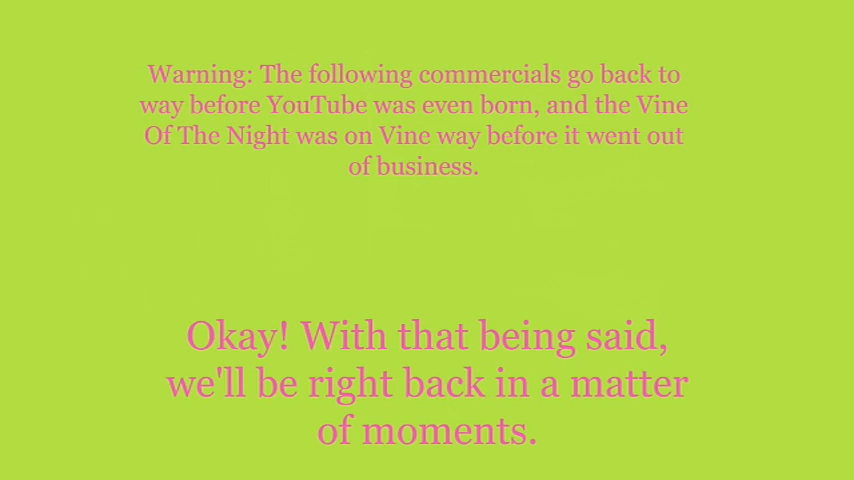 Warning: The following commercials go back to
way before YouTube was even born, and the Vine
Of The Night was on Vine way before it went out
of business.
Okay! With that being said,
we'll be right back in a matter
of moments.